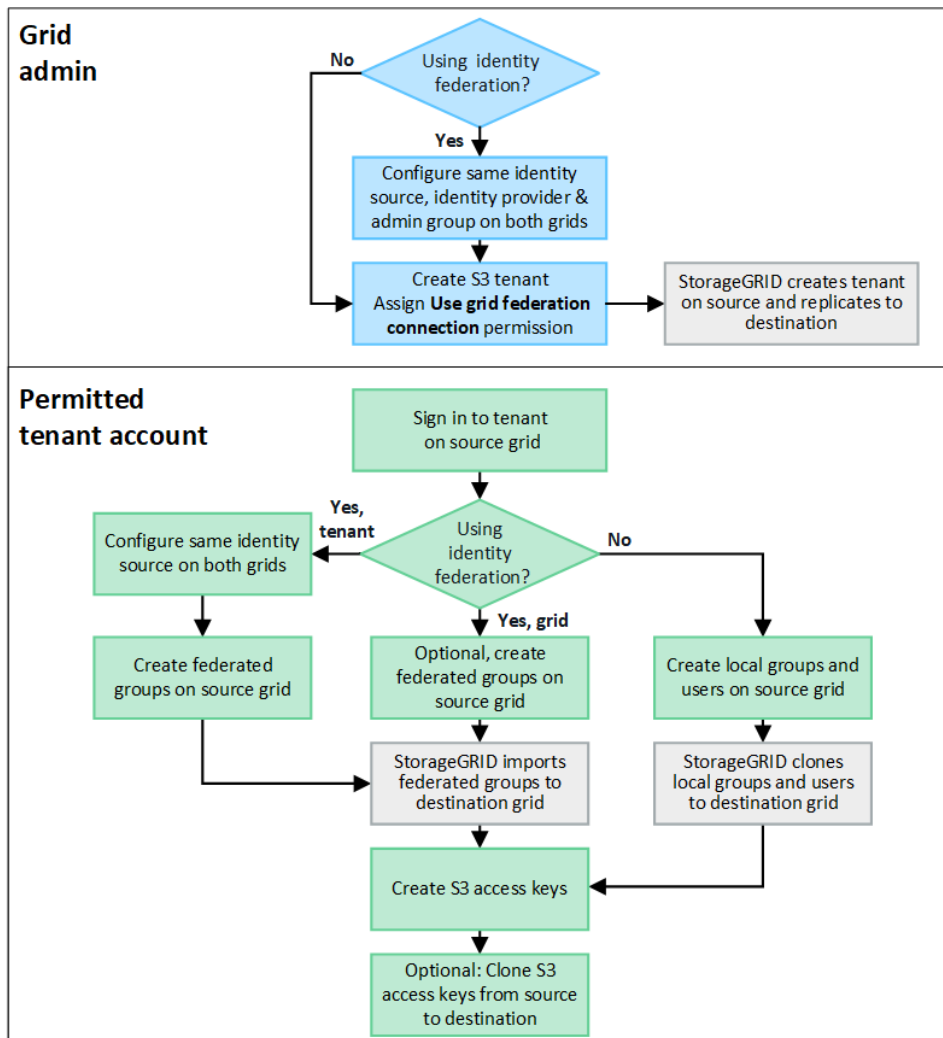 Grid
admin
No
Using identity
federation?
Yes
Configure same identity
source, identity provider &
admin group on both grids
Create S3 tenant
Assign Use grid federation
connection permission
StorageGRID creates tenant
on source and replicates to
destination
Permitted
tenant account
Sign in to tenant
on source grid
Yes,
tenant
Using
identity
federation?
No
Configure same identity
source on both grids
Yes, grid
Create federated
groups on source grid
Optional, create
federated groups on
source grid
Create local groups and
users on source grid
StorageGRID imports
federated groups to
destination grid
StorageGRID clones
local groups and users
to destination grid
Create S3 access keys
Optional: Clone S3
access keys from source
to destination